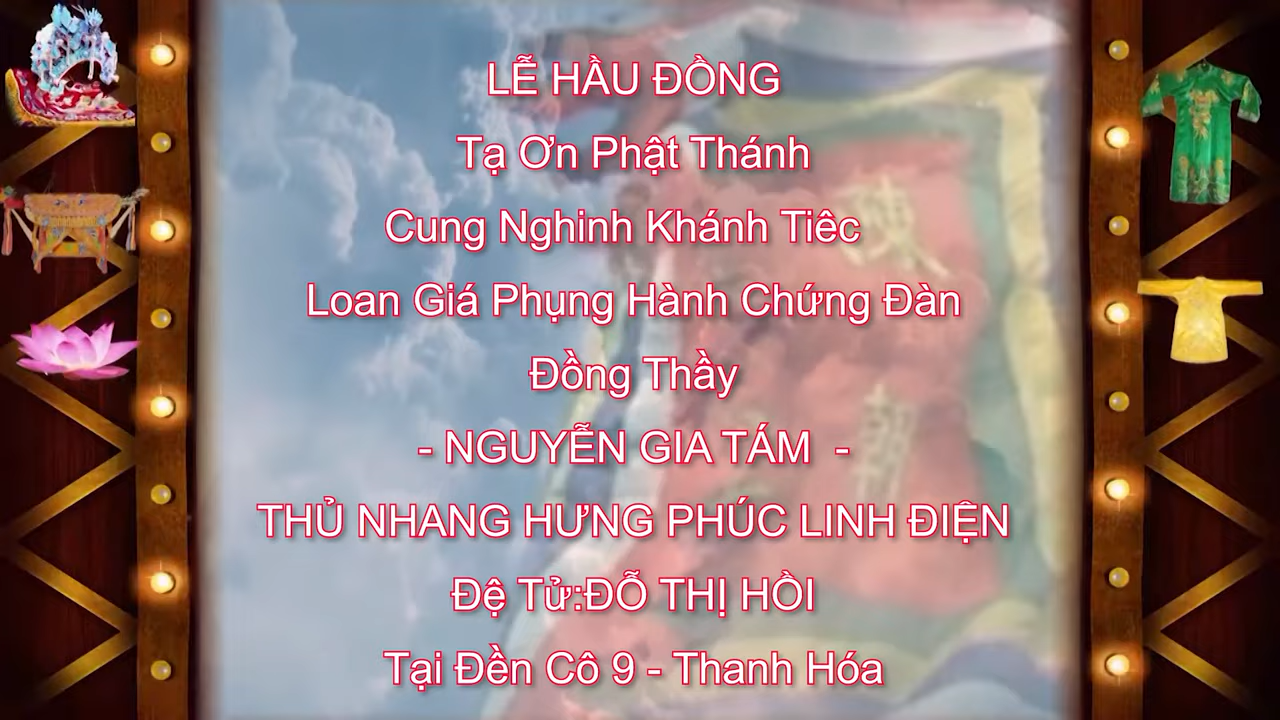 LỄ HẦU ĐỒNG
Tạ Ơn Phật Thánh
Cung Nghinh Khánh Tiêc
Loan Giá Phụng Hành Chứng Đàn
Đồng Thầy
- NGUYỄN GIA TÁM -
THỦ NHANG HƯNG PHÚC LINH ĐIỆN
Đệ Tử:ĐỖ THỊ HỒI
Tại Đền Cô 9 - Thanh Hóa